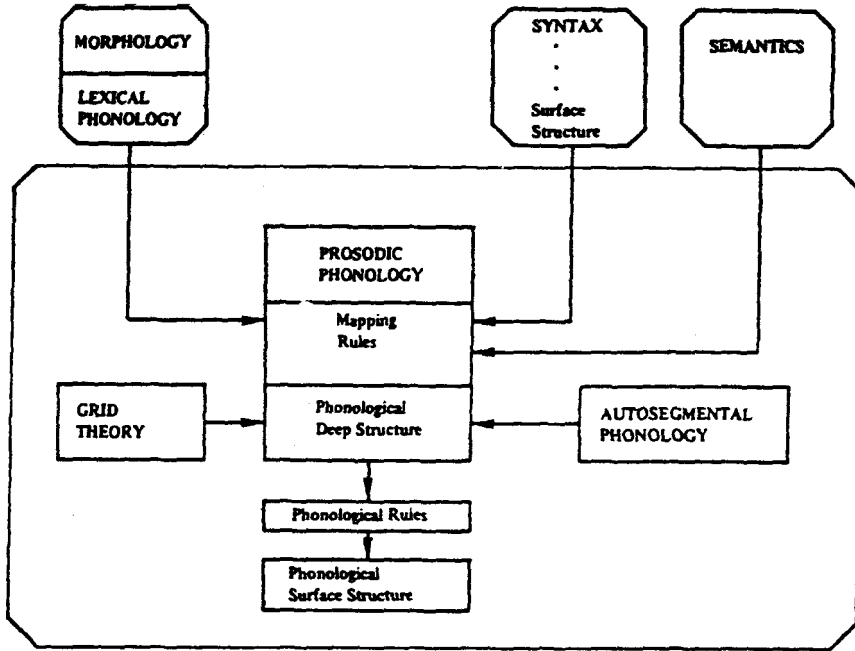 MORPHOLOGY
LEXICAL
PHONOLOGY
SYNTAX
.
.
.
Surface
Structure
SEMANTICS
PROSODIC
PHONOLOGY
Mapping
Rules
Phonological
Deep Structure
GRID
THEORY
AUTOSEGMENTAL
PHONOLOGY
Phonological Rules
Phonological
Surface Structure